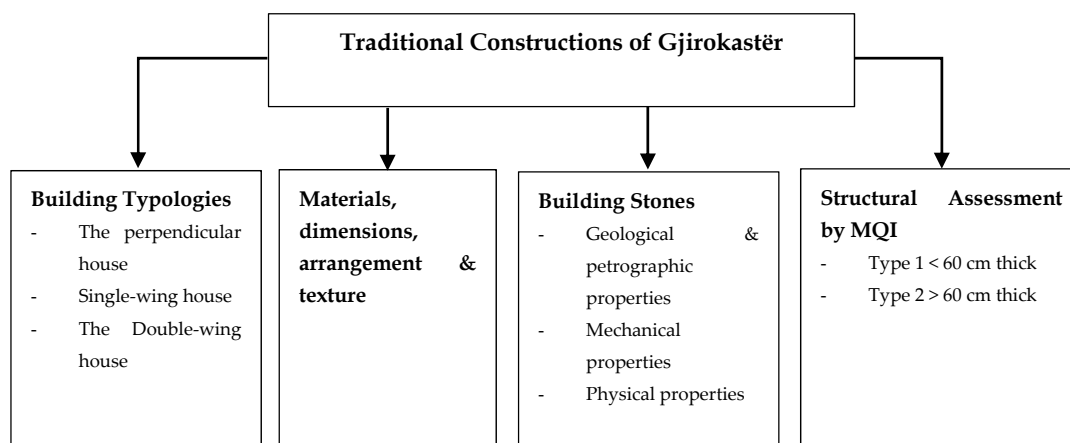 Traditional Constructions of Gjirokastër
Building Typologies
- The perpendicular
house
- Single-wing house
- The Double-wing
house
Materials,
dimensions,
arrangement &
texture
Building Stones
- Geological &
petrographic
properties
- Mechanical
properties
- Physical properties
Structural Assessment
by MQI
- Type 1 < 60 cm thick
- Type 2 > 60 cm thick